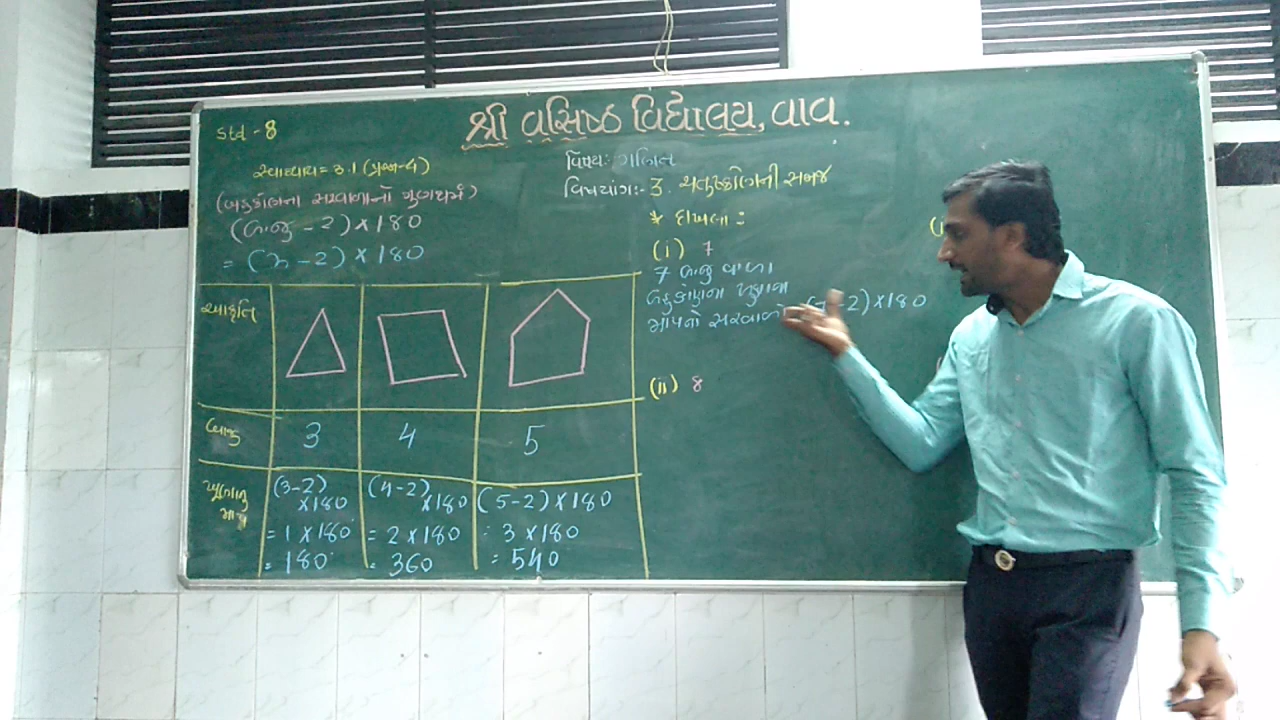 શ્રી વસિષ્ઠ વિદ્યાલય, વાવ.
Std - 8
સ્વાધ્યાય = 3.1 (પ્રશ્ન-4)
(બહુકોણના સરવાળાનો ગુણધર્મ)
(બાજુ - 2) × 180
= (n - 2) × 180
વિષય: ગણિત
વિષયાંગ:- 3. ચતુષ્કોણની સમજ
* દાખલા :
(i) 7
7 બાજુ વાળા
બહુકોણના ખુણાના
માપનો સરવાળો
-2) × 180
(ii) 8
આકૃતિ
બાજુ 3 4 5
ખૂણાનુ માપ
(3-2) × 180
= 1 × 180
= 180
(4-2) × 180
= 2 × 180
= 360
(5-2) × 180
= 3 × 180
= 540